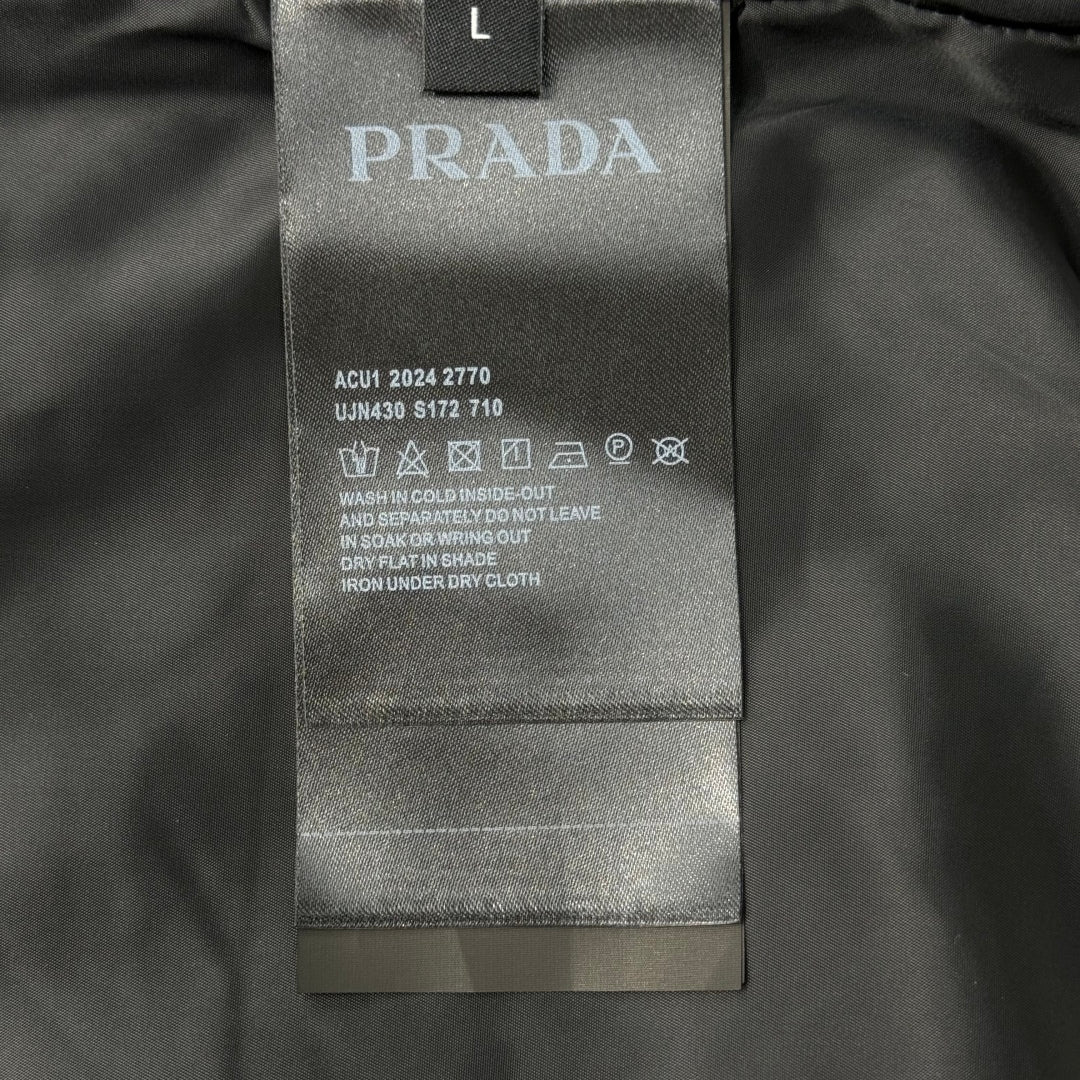 L
PRADA
ACU1 2024 2770
UJN430 S172 710
P
W
WASH IN COLD INSIDE-OUT
AND SEPARATELY DO NOT LEAVE
IN SOAK OR WRING OUT
DRY FLAT IN SHADE
IRON UNDER DRY CLOTH